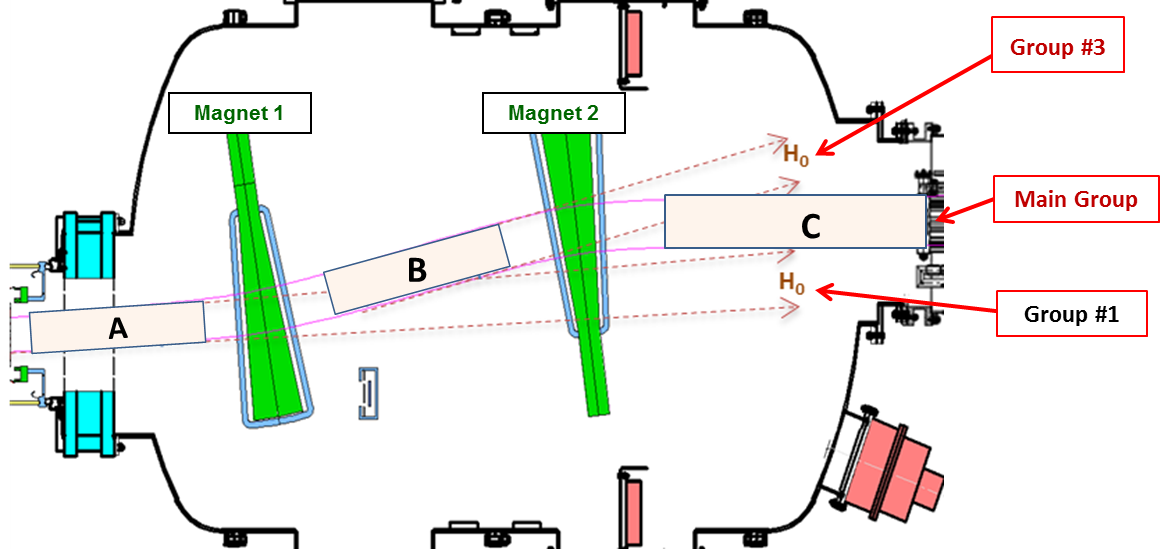 Group #3
Magnet 1
Magnet 2
H₀
Main Group
C
B
H₀
Group #1
A